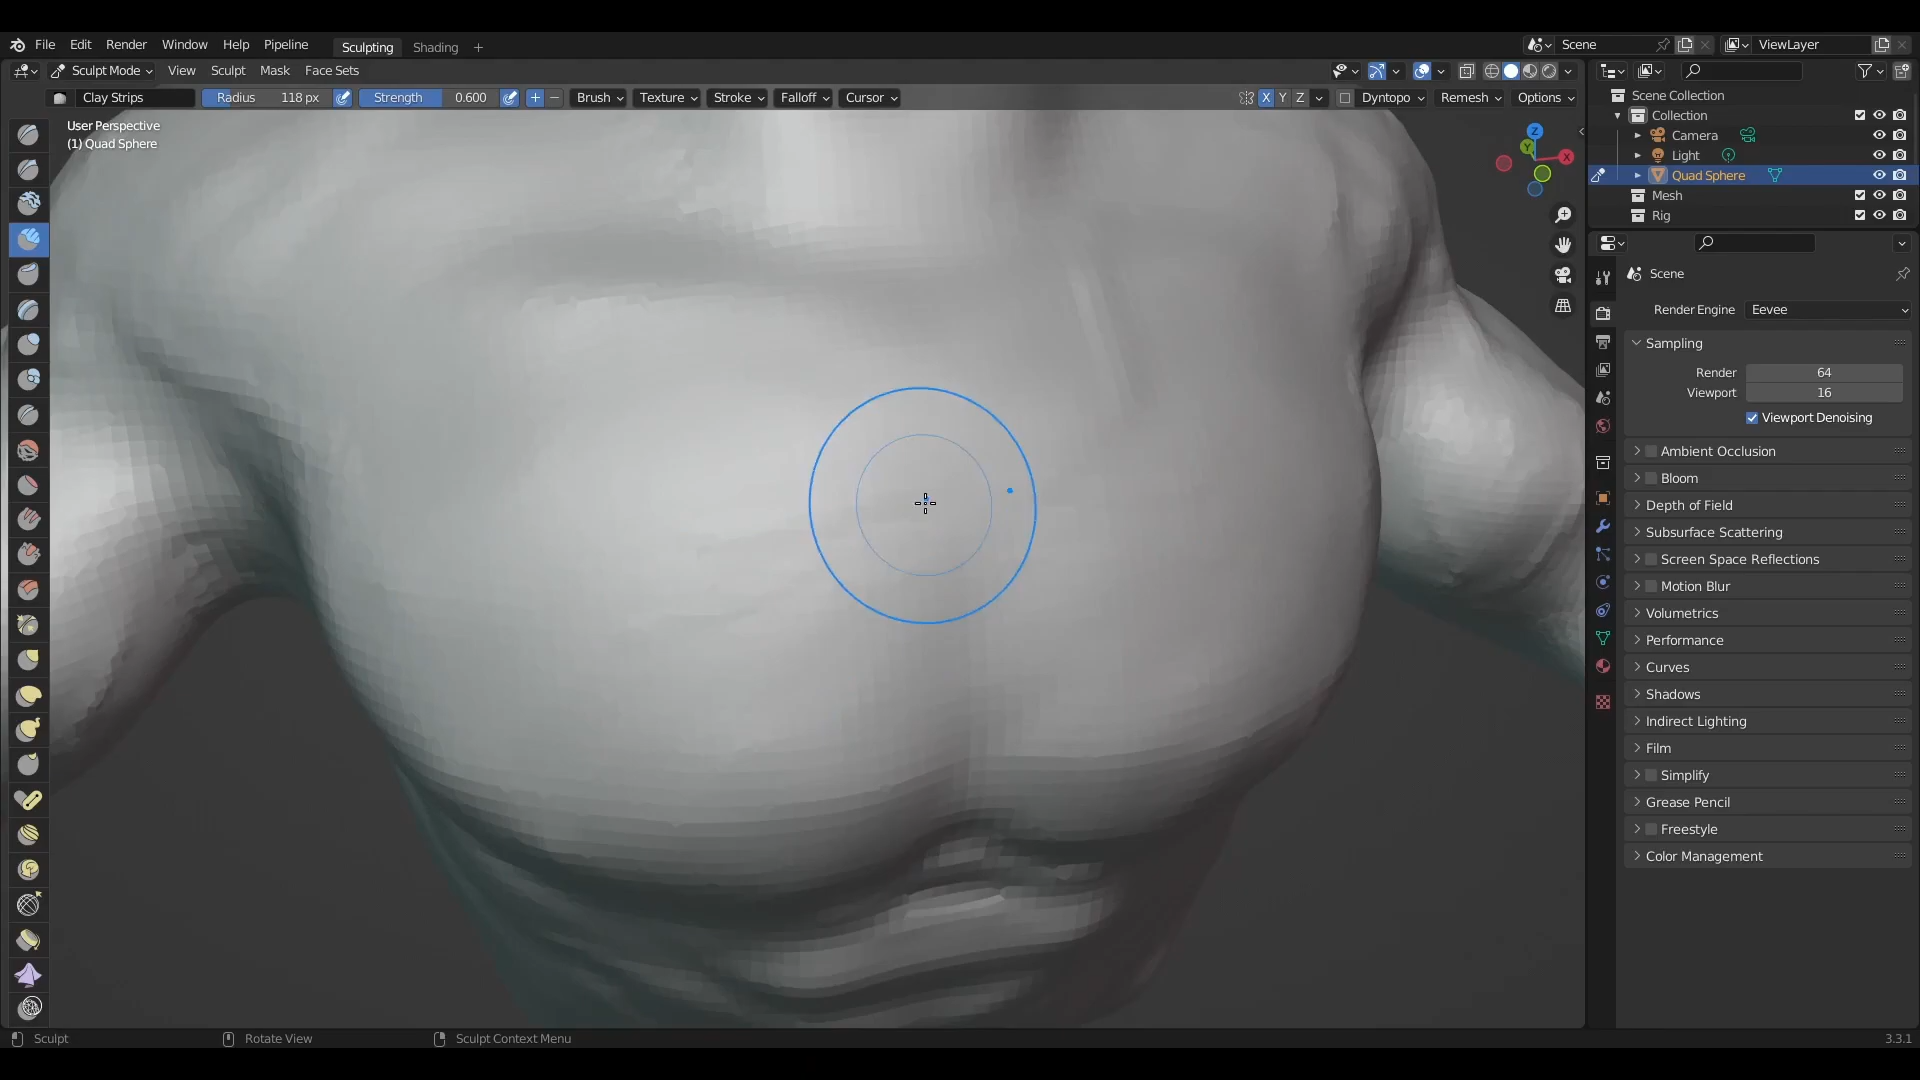 File Edit Render Window Help Pipeline Sculpting Shading + Scene ViewLayer
Sculpt Mode View Sculpt Mask Face Sets
Clay Strips Radius 118 px Strength 0.600 + − Brush Texture Stroke Falloff Cursor X Y Z Dyntopo Remesh Options
User Perspective
(1) Quad Sphere
Z
Y
X
Scene Collection
Collection
Camera
Light
Quad Sphere
Mesh
Rig
Scene
Render Engine Eevee
Sampling
Render 64
Viewport 16
Viewport Denoising
Ambient Occlusion
Bloom
Depth of Field
Subsurface Scattering
Screen Space Reflections
Motion Blur
Volumetrics
Performance
Curves
Shadows
Indirect Lighting
Film
Simplify
Grease Pencil
Freestyle
Color Management
Sculpt Rotate View Sculpt Context Menu 3.3.1